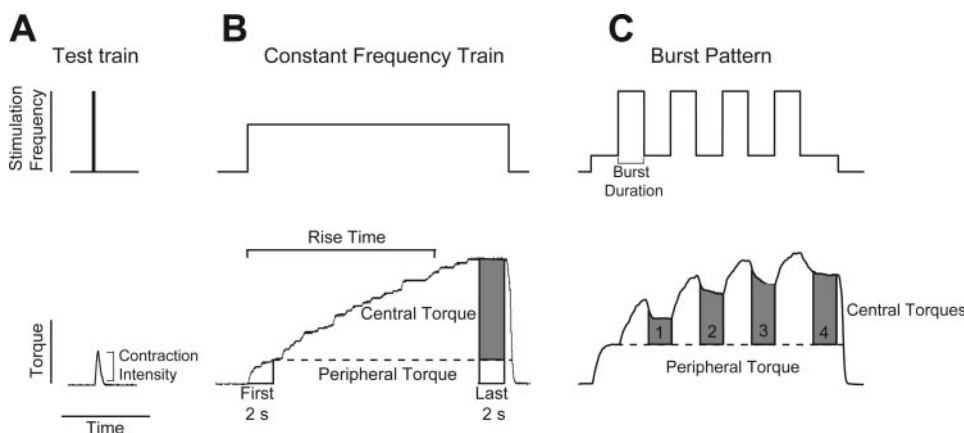 A
Test train
Stimulation
Frequency
Torque
Contraction
Intensity
Time
B
Constant Frequency Train
Rise Time
Central Torque
Peripheral Torque
First
2 s
Last
2 s
C
Burst Pattern
Burst
Duration
1
2
3
4
Central Torques
Peripheral Torque